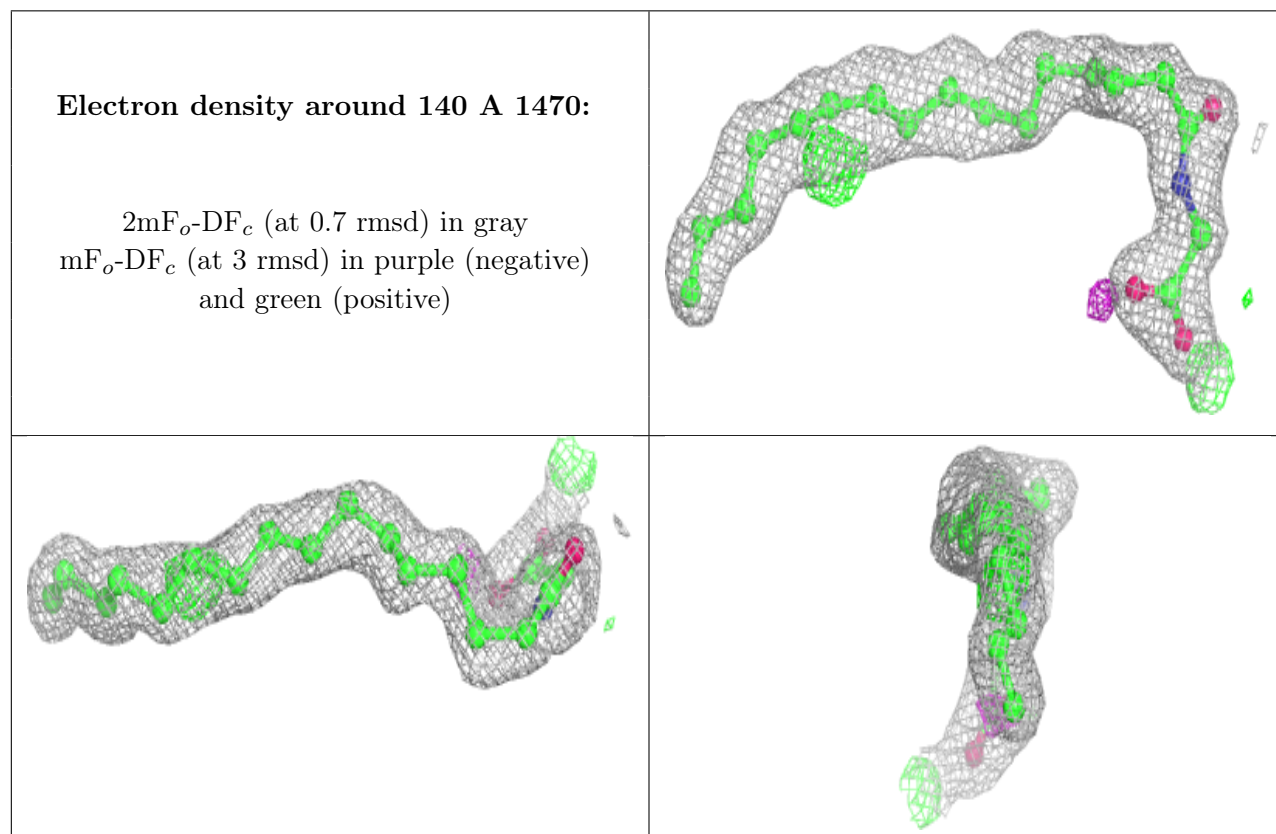 Electron density around 140 A 1470:
2mFo-DFc (at 0.7 rmsd) in gray
mFo-DFc (at 3 rmsd) in purple (negative)
and green (positive)